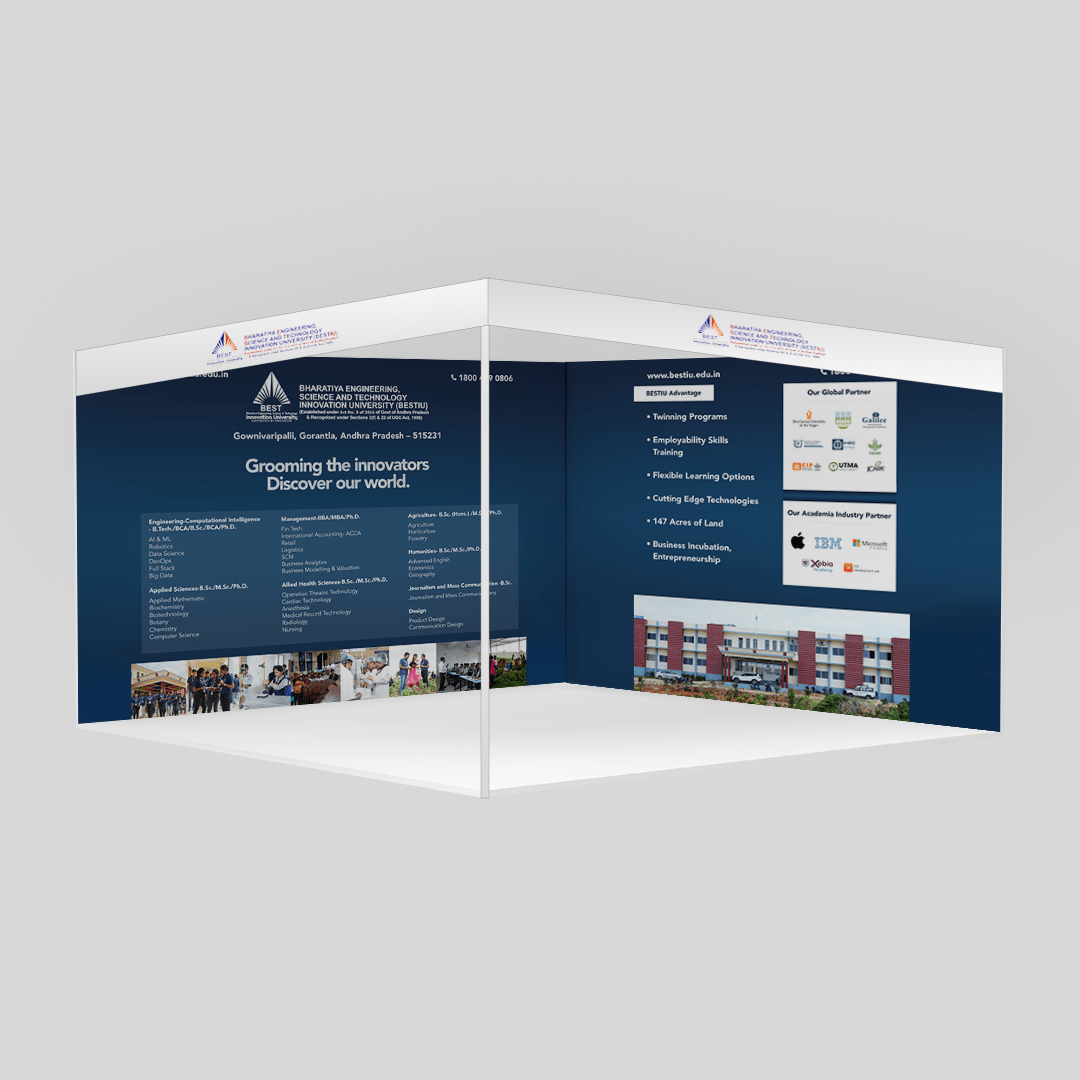 BHARATIYA ENGINEERING,
SCIENCE AND TECHNOLOGY
INNOVATION UNIVERSITY (BESTIU)
BEST
Innovation University
BHARATIYA ENGINEERING,
SCIENCE AND TECHNOLOGY
INNOVATION UNIVERSITY (BESTIU)
BEST
Innovation University
edu.in
1800 9 0806
BEST
Innovation University
BHARATIYA ENGINEERING,
SCIENCE AND TECHNOLOGY
INNOVATION UNIVERSITY (BESTIU)
(Established under Act No. 3 of 2016 of Govt of Andhra Pradesh
& Recognized under Sections 2(f) & 22 of UGC Act, 1956)
Gownivaripalli, Gorantla, Andhra Pradesh – 515231
Grooming the innovators
Discover our world.
Engineering-Computational Intelligence
- B.Tech./BCA/B.Sc./BCA/Ph.D.
AI & ML
Robotics
Data Science
DevOps
Full Stack
Big Data
Applied Sciences-B.Sc./M.Sc./Ph.D.
Applied Mathematic
Biochemistry
Biotechnology
Botany
Chemistry
Computer Science
Management-BBA/MBA/Ph.D.
Fin Tech
International Accounting: ACCA
Retail
Logistics
SCM
Business Analytics
Business Modelling & Valuation
Allied Health Sciences-B.Sc. /M.Sc./Ph.D.
Operation Theatre Technology
Cardiac Technology
Anesthesia
Medical Record Technology
Radiology
Nursing
Agriculture- B.Sc. (Hons.) /M.S /Ph.D.
Agriculture
Horticulture
Forestry
Humanities- B.Sc./M.Sc./Ph.D.
Advanced English
Economics
Geography
Journalism and Mass Communication -B.Sc.
Journalism and Mass Communications
Design
Product Design
Communication Design
www.bestiu.edu.in
1800
BESTIU Advantage
• Twinning Programs
• Employability Skills
Training
• Flexible Learning Options
• Cutting Edge Technologies
• 147 Acres of Land
• Business Incubation,
Entrepreneurship
Our Global Partner
Galilee
CIP
UTMA
ICARE
Our Academia Industry Partner
IBM
Microsoft
Xebia
Academy